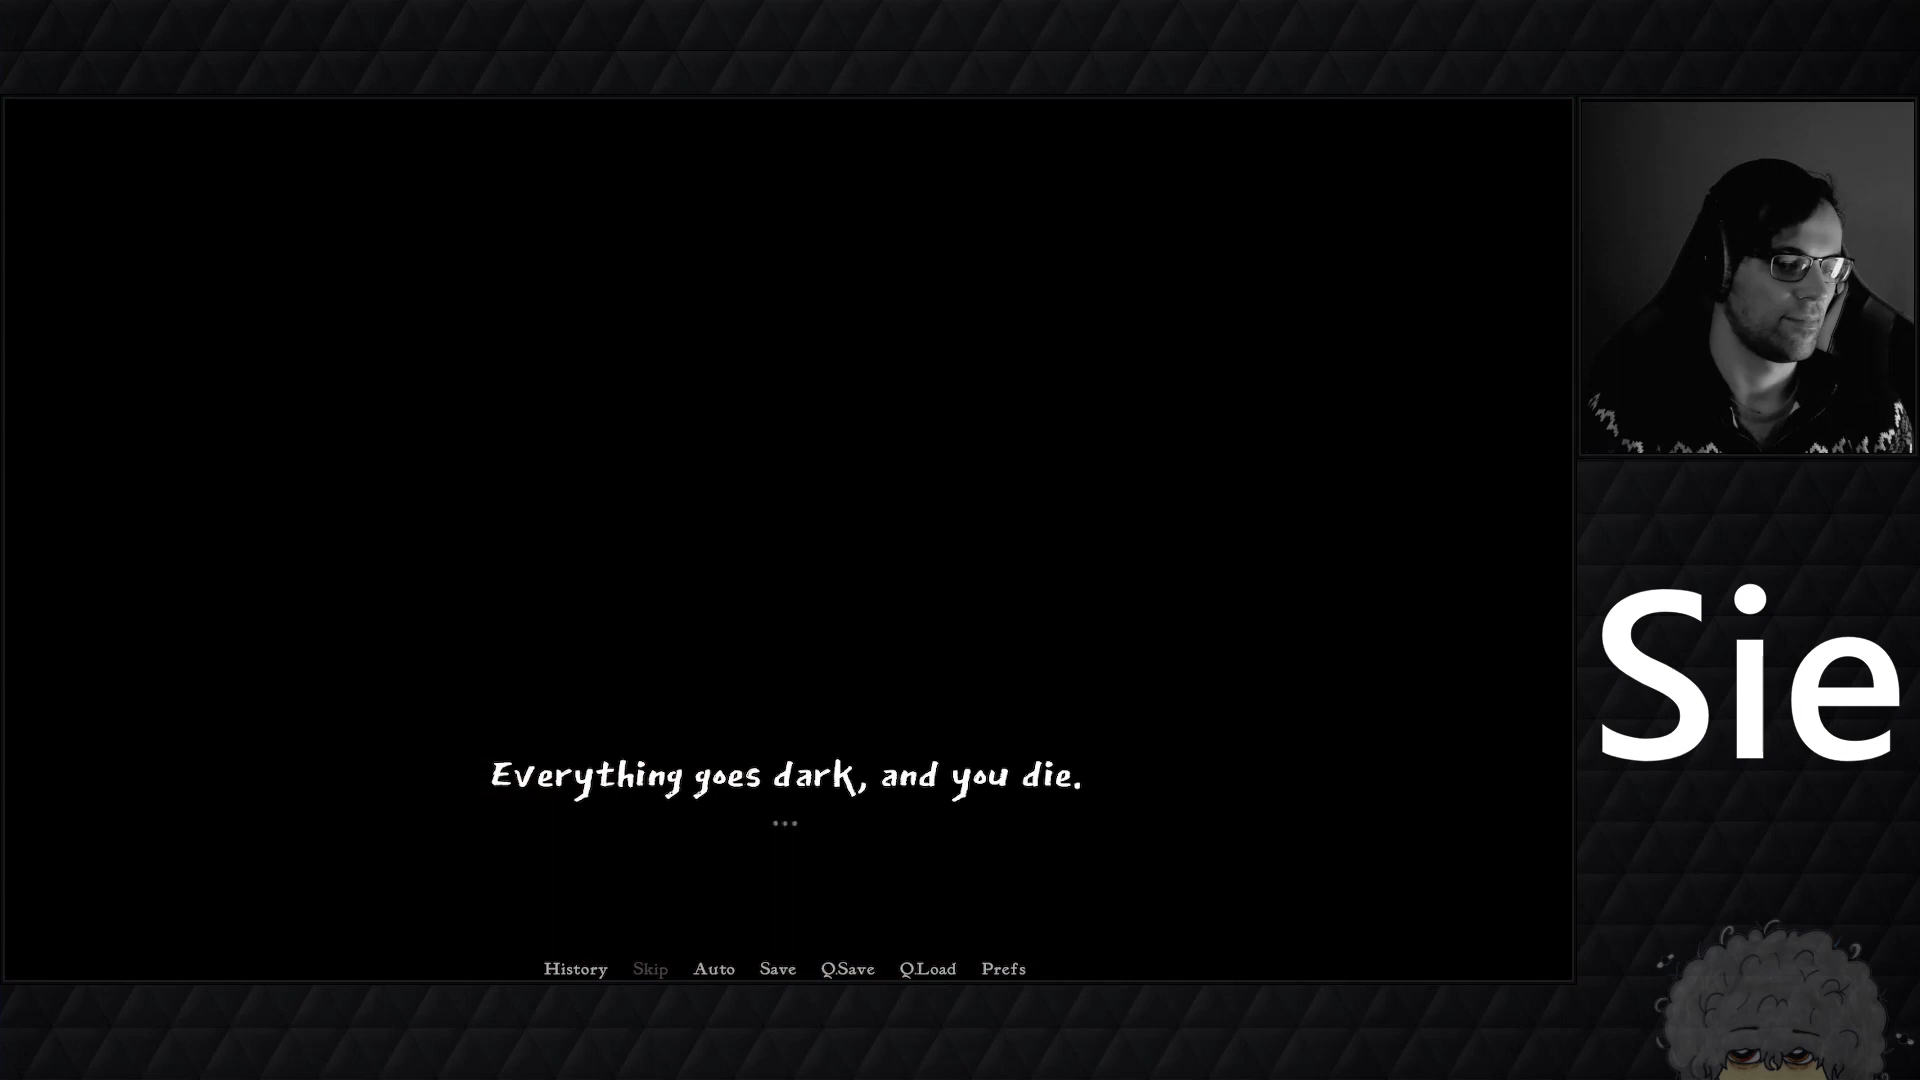 Sie
Everything goes dark, and you die.
...
History Skip Auto Save Q.Save Q.Load Prefs